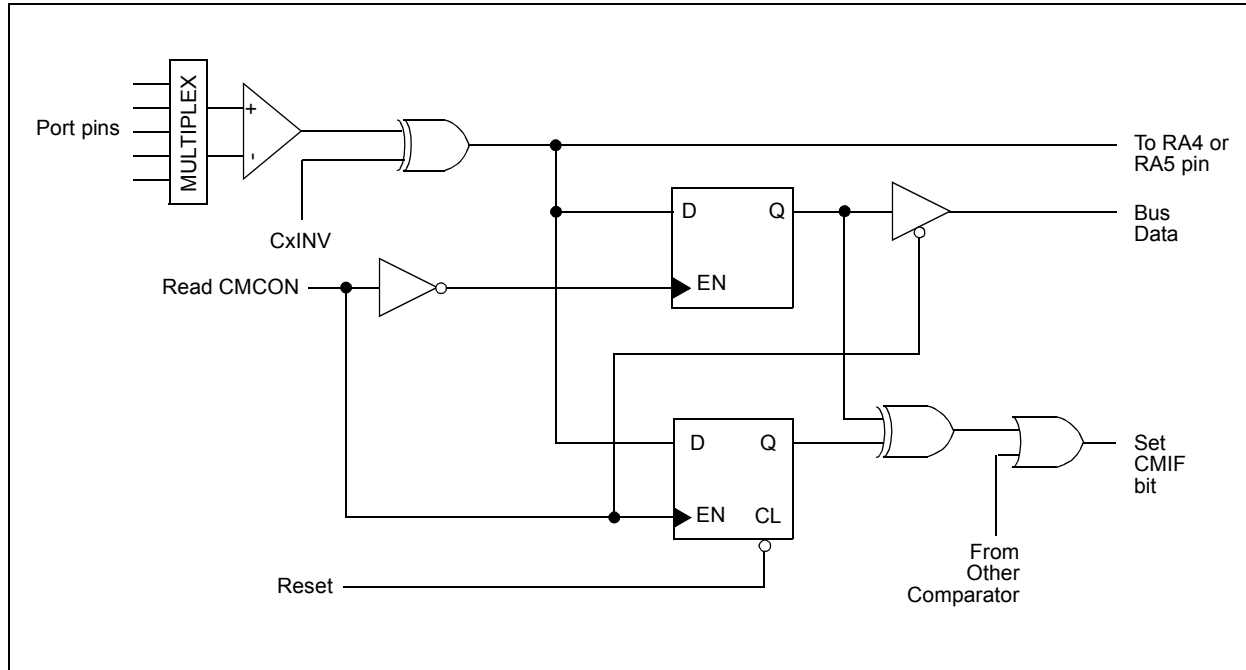 MULTIPLEX
Port pins
+
-
CxINV
To RA4 or
RA5 pin
D
Q
EN
Bus
Data
Read CMCON
D
Q
EN
CL
Set
CMIF
bit
From
Other
Comparator
Reset